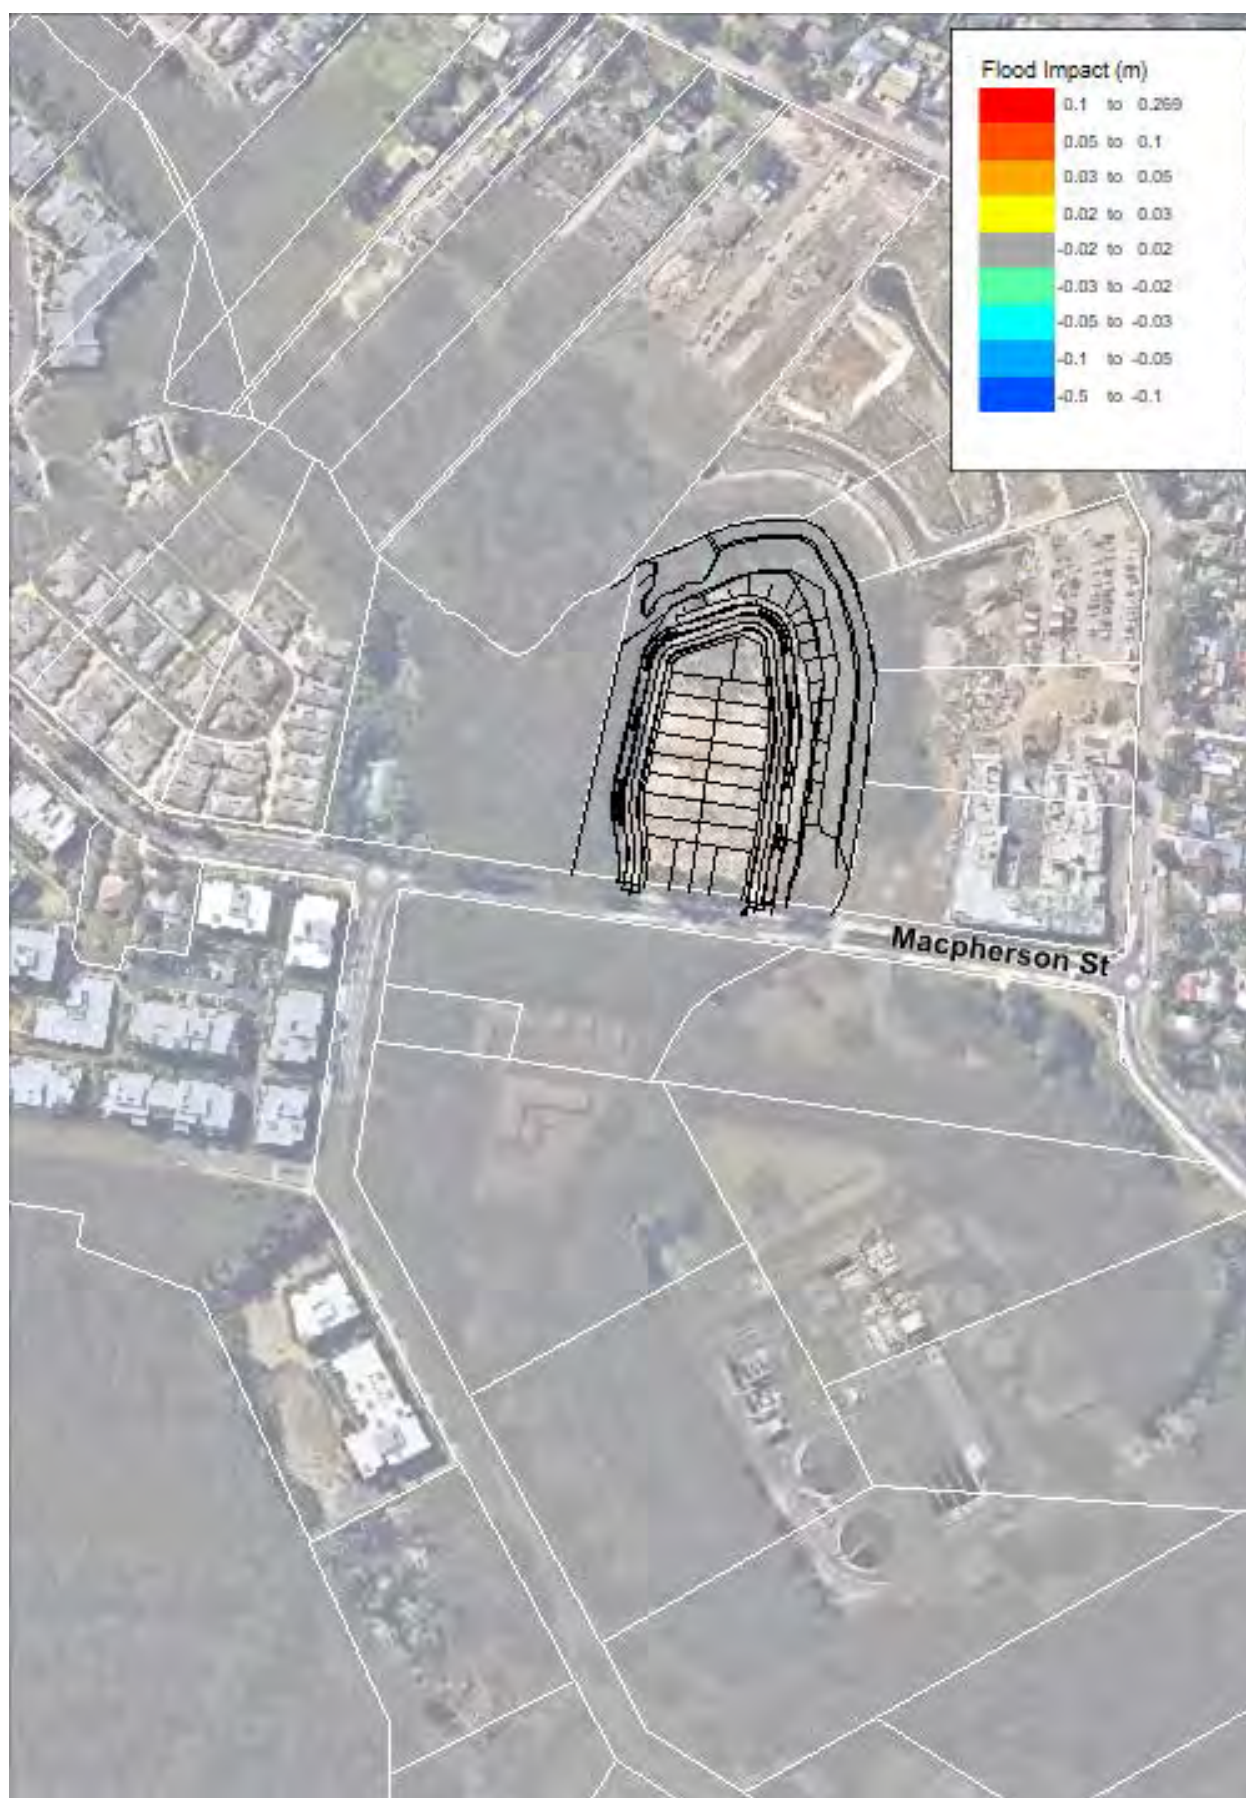 Flood Impact (m)
0.1 to 0.269
0.05 to 0.1
0.03 to 0.05
0.02 to 0.03
-0.02 to 0.02
-0.03 to -0.02
-0.05 to -0.03
-0.1 to -0.05
-0.5 to -0.1
Macpherson St